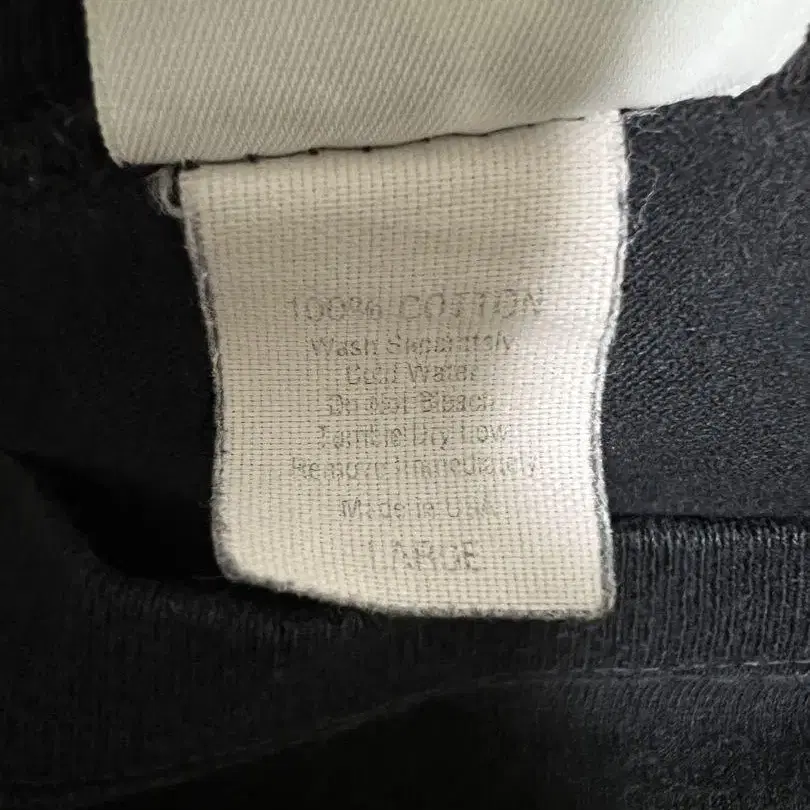 100% COTTON
Wash Separately
Cold Water
Do not Bleach
Tumble Dry Low
Remove Immediately
Made in USA
LARGE